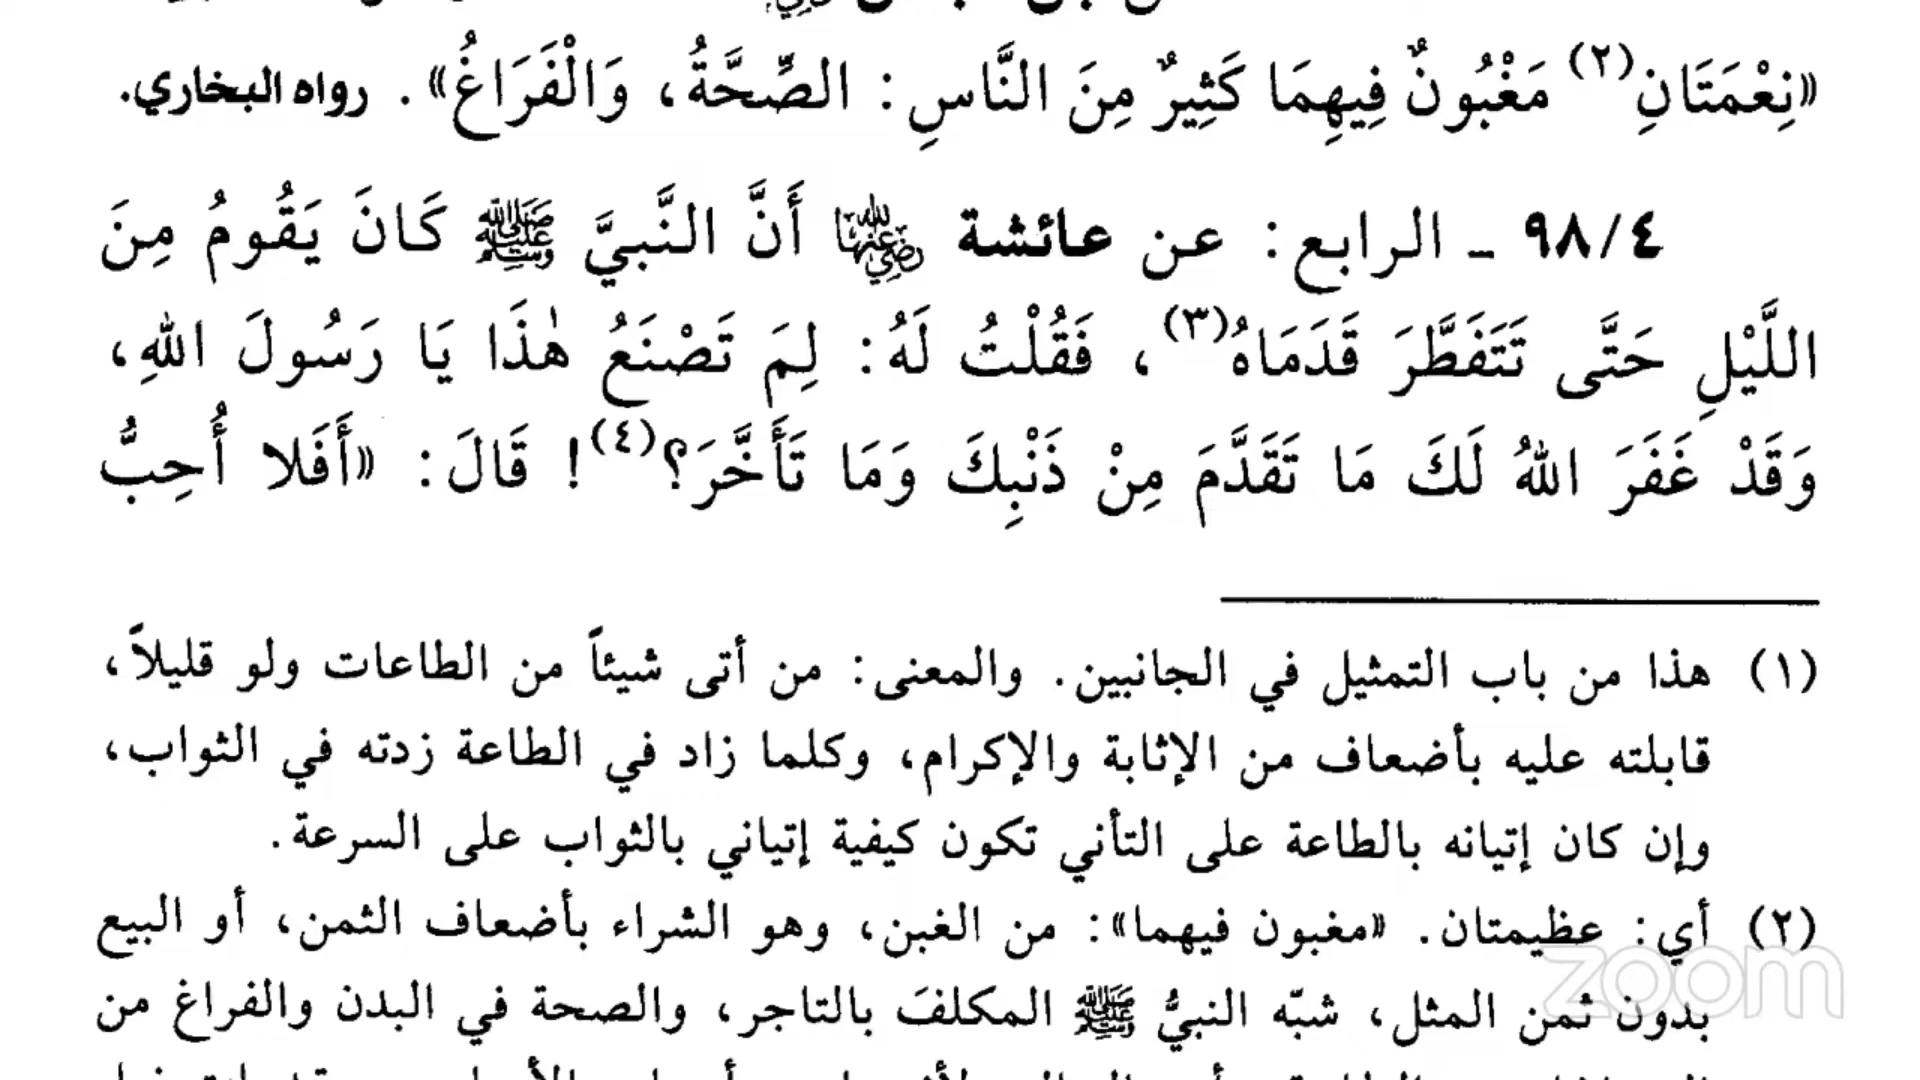 «نِعْمَتَانِ(٢) مَغْبُونٌ فِيهِمَا كَثِيرٌ مِنَ النَّاسِ: الصِّحَّةُ، وَالْفَرَاغُ». رواه البخاري.
٩٨/٤ ـ الرابع: عن عائشة رضي الله عنها أَنَّ النَّبيَّ ﷺ كَانَ يَقُومُ مِنَ
اللَّيْلِ حَتَّى تَتَفَطَّرَ قَدَمَاهُ(٣)، فَقُلْتُ لَهُ: لِمَ تَصْنَعُ هٰذَا يَا رَسُولَ اللهِ،
وَقَدْ غَفَرَ اللهُ لَكَ مَا تَقَدَّمَ مِنْ ذَنْبِكَ وَمَا تَأَخَّرَ؟(٤)! قَالَ: «أَفَلا أُحِبُّ
(١) هذا من باب التمثيل في الجانبين. والمعنى: من أتى شيئاً من الطاعات ولو قليلاً،
قابلته عليه بأضعاف من الإثابة والإكرام، وكلما زاد في الطاعة زدته في الثواب،
وإن كان إتيانه بالطاعة على التأني تكون كيفية إتياني بالثواب على السرعة.
(٢) أي: عظيمتان. «مغبون فيهما»: من الغبن، وهو الشراء بأضعاف الثمن، أو البيع
بدون ثمن المثل، شبّه النبيُّ ﷺ المكلفَ بالتاجر، والصحة في البدن والفراغ من
zoom